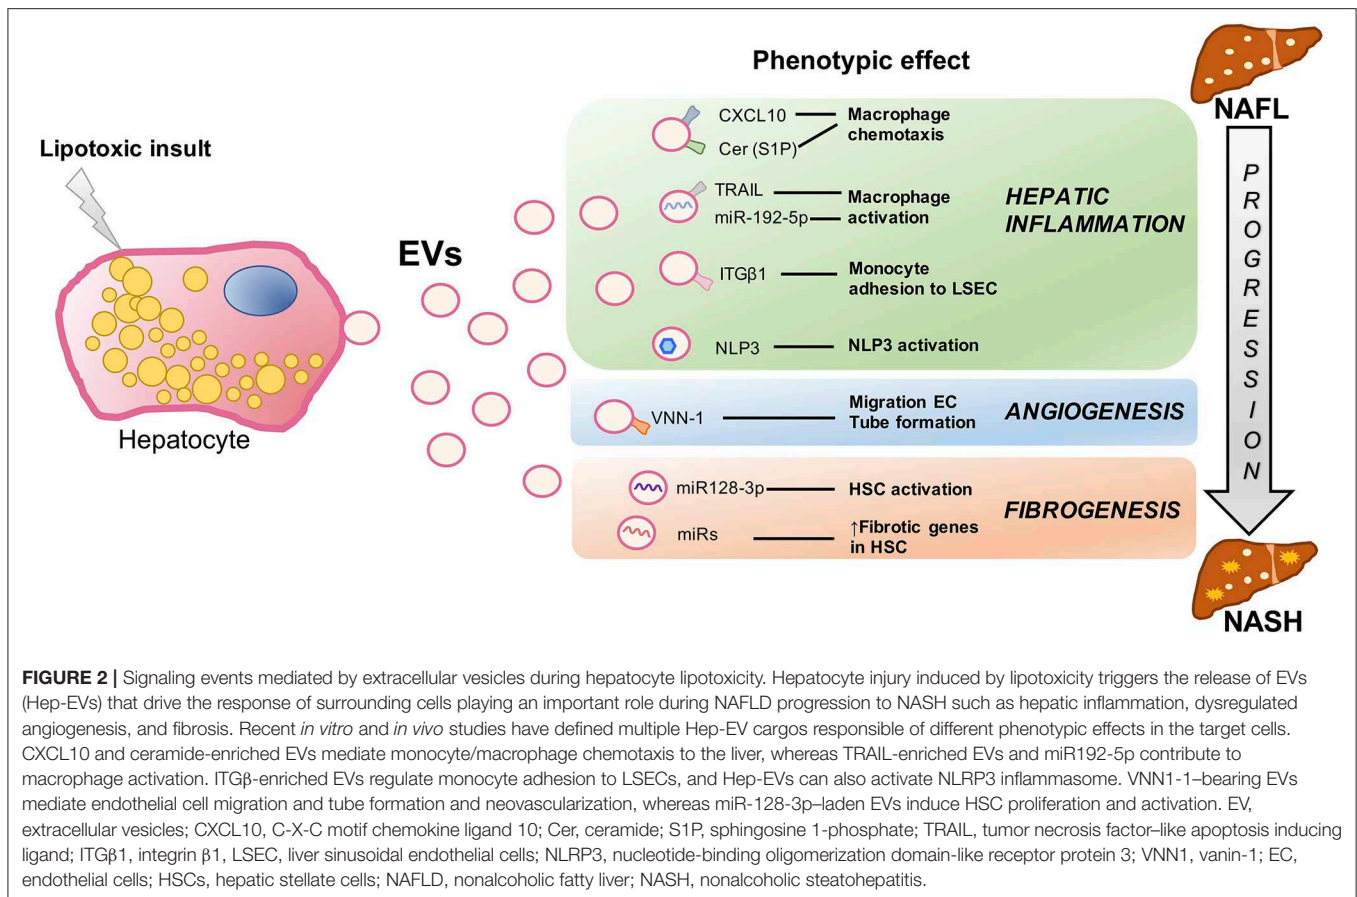 Phenotypic effect
NAFL
Lipotoxic insult
Hepatocyte
EVs
CXCL10
Cer (S1P)
Macrophage
chemotaxis
TRAIL
miR-192-5p
Macrophage
activation
ITGβ1
Monocyte
adhesion to LSEC
NLP3
NLP3 activation
HEPATIC
INFLAMMATION
VNN-1
Migration EC
Tube formation
ANGIOGENESIS
miR128-3p
HSC activation
miRs
↑Fibrotic genes
in HSC
FIBROGENESIS
PROGRESSION
NASH
FIGURE 2 | Signaling events mediated by extracellular vesicles during hepatocyte lipotoxicity. Hepatocyte injury induced by lipotoxicity triggers the release of EVs
(Hep-EVs) that drive the response of surrounding cells playing an important role during NAFLD progression to NASH such as hepatic inflammation, dysregulated
angiogenesis, and fibrosis. Recent in vitro and in vivo studies have defined multiple Hep-EV cargos responsible of different phenotypic effects in the target cells.
CXCL10 and ceramide-enriched EVs mediate monocyte/macrophage chemotaxis to the liver, whereas TRAIL-enriched EVs and miR192-5p contribute to
macrophage activation. ITGβ-enriched EVs regulate monocyte adhesion to LSECs, and Hep-EVs can also activate NLRP3 inflammasome. VNN1-1–bearing EVs
mediate endothelial cell migration and tube formation and neovascularization, whereas miR-128-3p–laden EVs induce HSC proliferation and activation. EV,
extracellular vesicles; CXCL10, C-X-C motif chemokine ligand 10; Cer, ceramide; S1P, sphingosine 1-phosphate; TRAIL, tumor necrosis factor–like apoptosis inducing
ligand; ITGβ1, integrin β1, LSEC, liver sinusoidal endothelial cells; NLRP3, nucleotide-binding oligomerization domain-like receptor protein 3; VNN1, vanin-1; EC,
endothelial cells; HSCs, hepatic stellate cells; NAFLD, nonalcoholic fatty liver; NASH, nonalcoholic steatohepatitis.